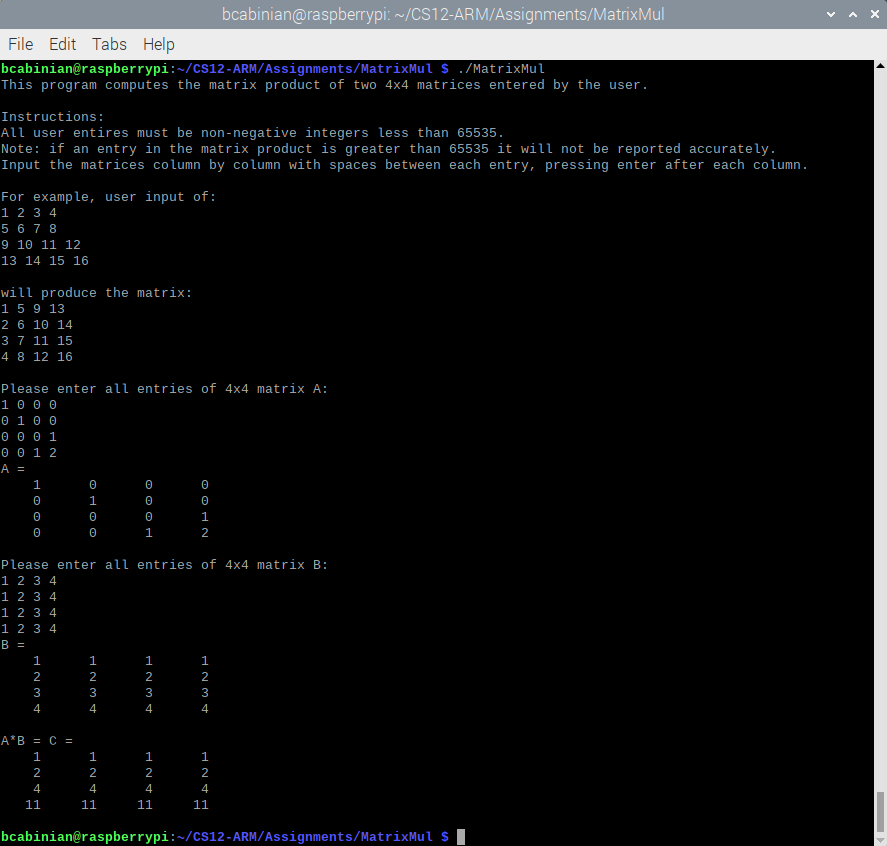 bcabinian@raspberrypi: ~/CS12-ARM/Assignments/MatrixMul
File Edit Tabs Help
bcabinian@raspberrypi:~/CS12-ARM/Assignments/MatrixMul $ ./MatrixMul
This program computes the matrix product of two 4x4 matrices entered by the user.
Instructions:
All user entires must be non-negative integers less than 65535.
Note: if an entry in the matrix product is greater than 65535 it will not be reported accurately.
Input the matrices column by column with spaces between each entry, pressing enter after each column.
For example, user input of:
1 2 3 4
5 6 7 8
9 10 11 12
13 14 15 16
will produce the matrix:
1 5 9 13
2 6 10 14
3 7 11 15
4 8 12 16
Please enter all entries of 4x4 matrix A:
1 0 0 0
0 1 0 0
0 0 0 1
0 0 1 2
A =
1 0 0 0
0 1 0 0
0 0 0 1
0 0 1 2
Please enter all entries of 4x4 matrix B:
1 2 3 4
1 2 3 4
1 2 3 4
1 2 3 4
B =
1 1 1 1
2 2 2 2
3 3 3 3
4 4 4 4
A*B = C =
1 1 1 1
2 2 2 2
4 4 4 4
11 11 11 11
bcabinian@raspberrypi:~/CS12-ARM/Assignments/MatrixMul $